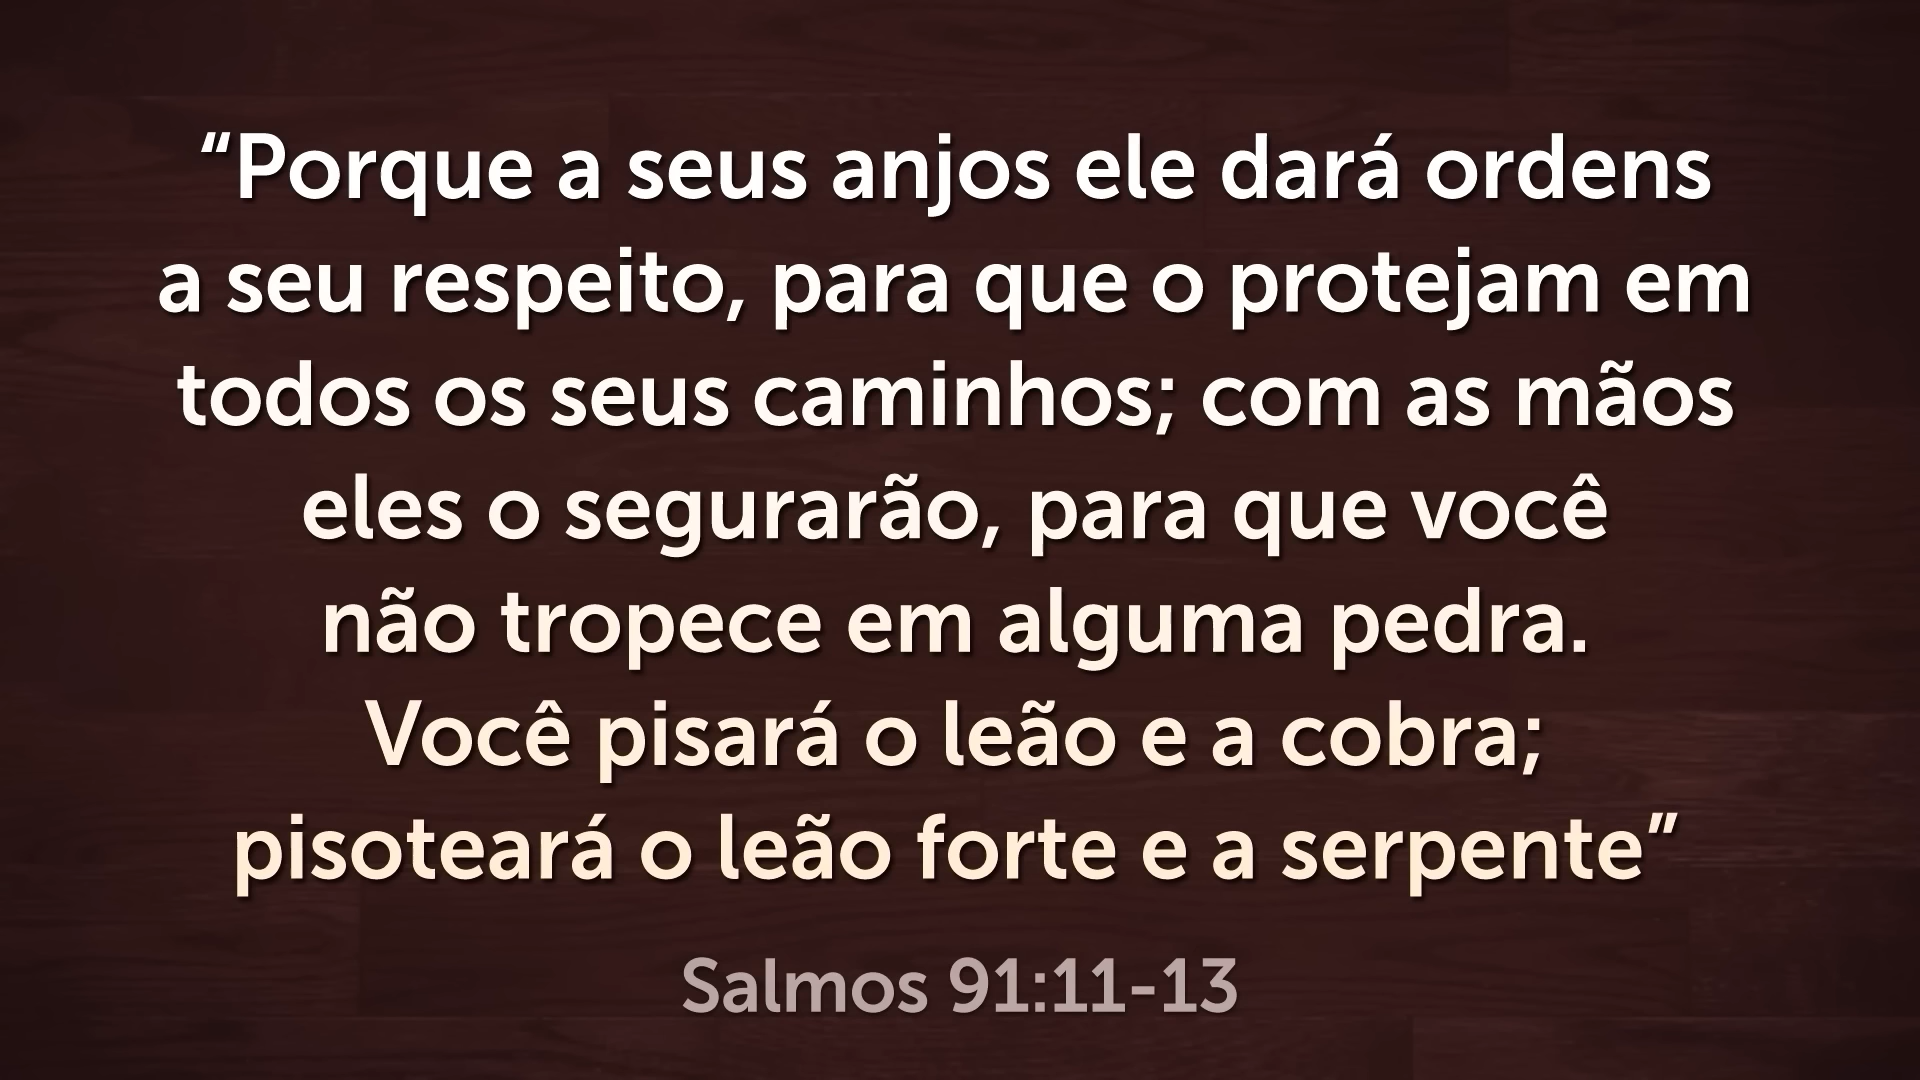 “Porque a seus anjos ele dará ordens
a seu respeito, para que o protejam em
todos os seus caminhos; com as mãos
eles o segurarão, para que você
não tropece em alguma pedra.
Você pisará o leão e a cobra;
pisoteará o leão forte e a serpente”
Salmos 91:11-13